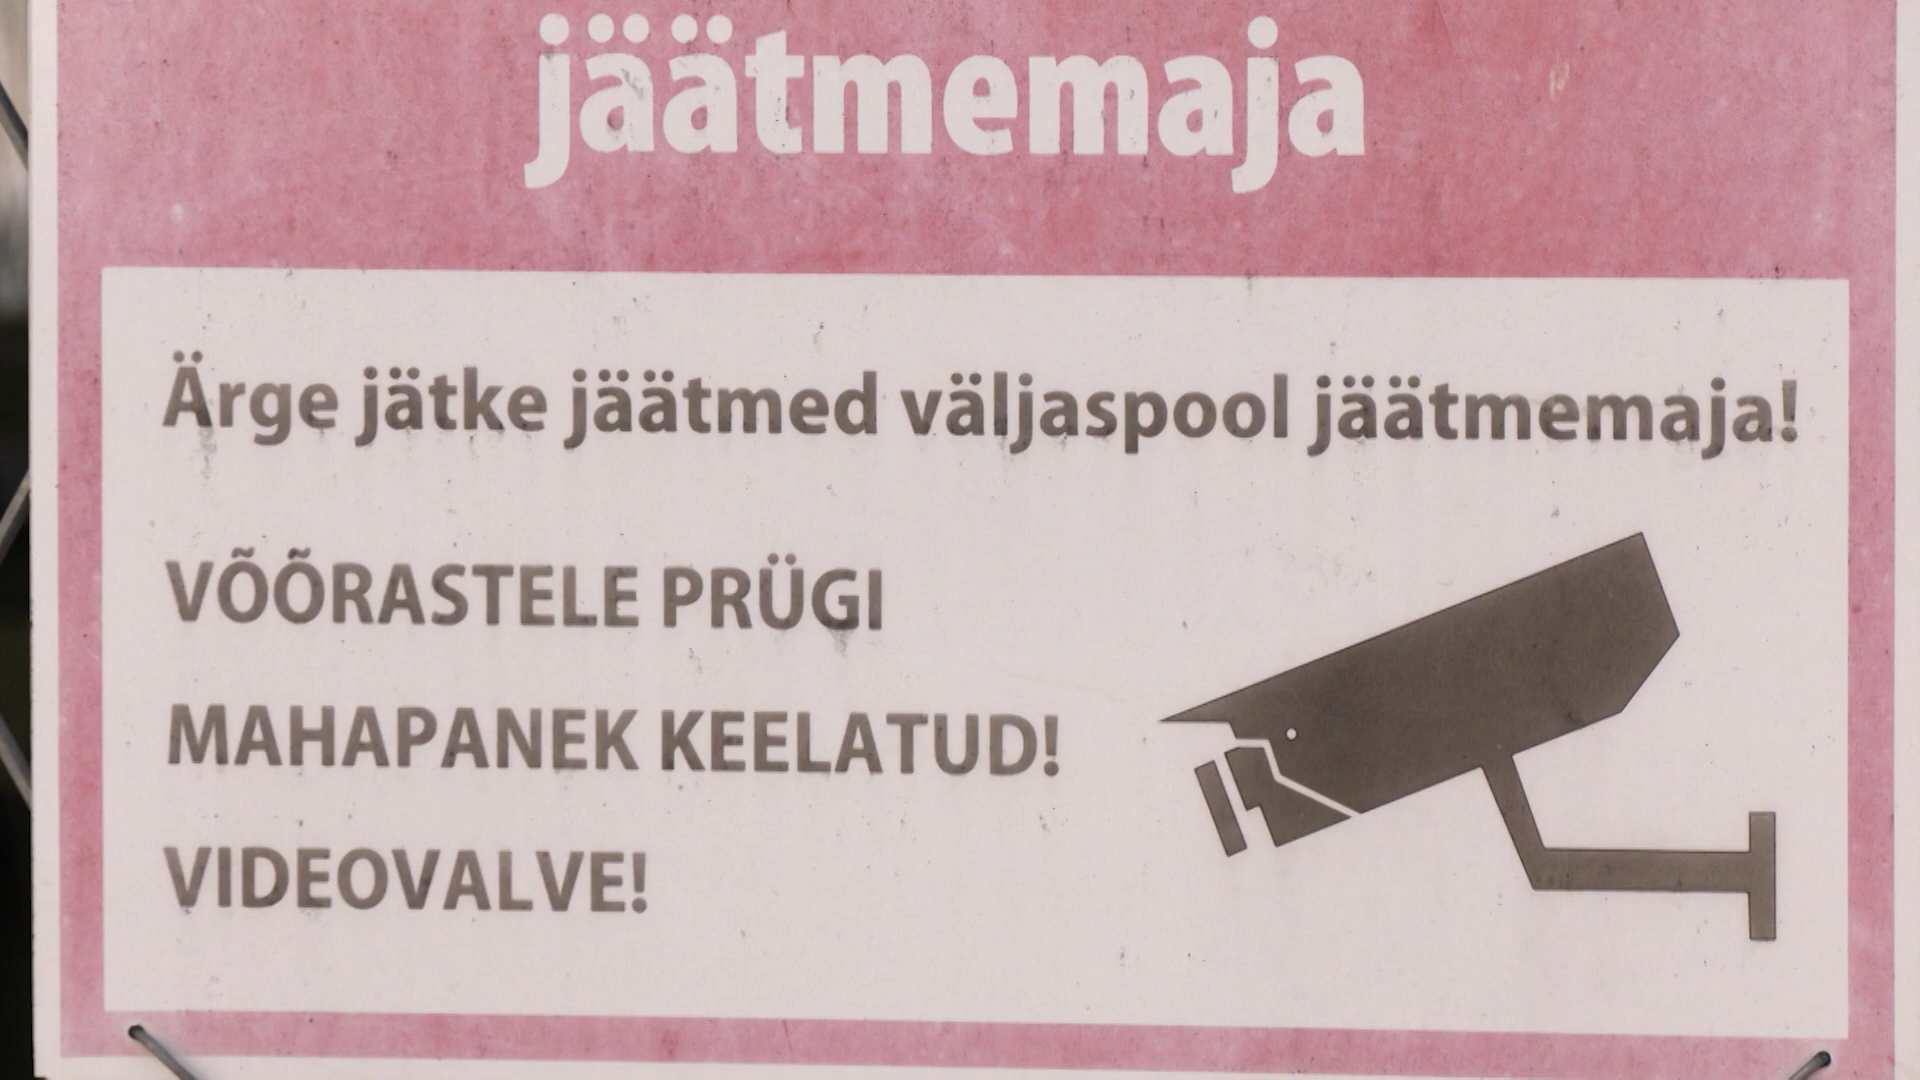 jäätmemaja
Ärge jätke jäätmed väljaspool jäätmemaja!
VÕÕRASTELE PRÜGI
MAHAPANEK KEELATUD!
VIDEOVALVE!